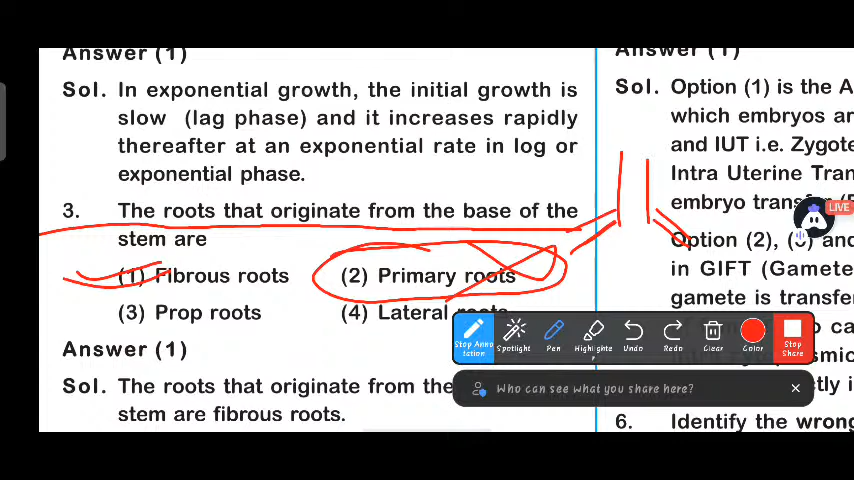 Answer (1)
Sol. In exponential growth, the initial growth is
slow (lag phase) and it increases rapidly
thereafter at an exponential rate in log or
exponential phase.
3. The roots that originate from the base of the
stem are
(1) Fibrous roots (2) Primary roots
(3) Prop roots (4) Lateral roots
Answer (1)
Sol. The roots that originate from the
stem are fibrous roots.
Answer (1)
Sol. Option (1) is the A
which embryos ar
and IUT i.e. Zygote
Intra Uterine Tran
embryo transfer
Option (2), (3) and
in GIFT (Gamete
gamete is transfe
6. Identify the wrong
LIVE
Stop Anno
tation
Spotlight
Pen
Highlighte
r
Undo
Redo
Clear
Color
Stop
Share
Who can see what you share here?